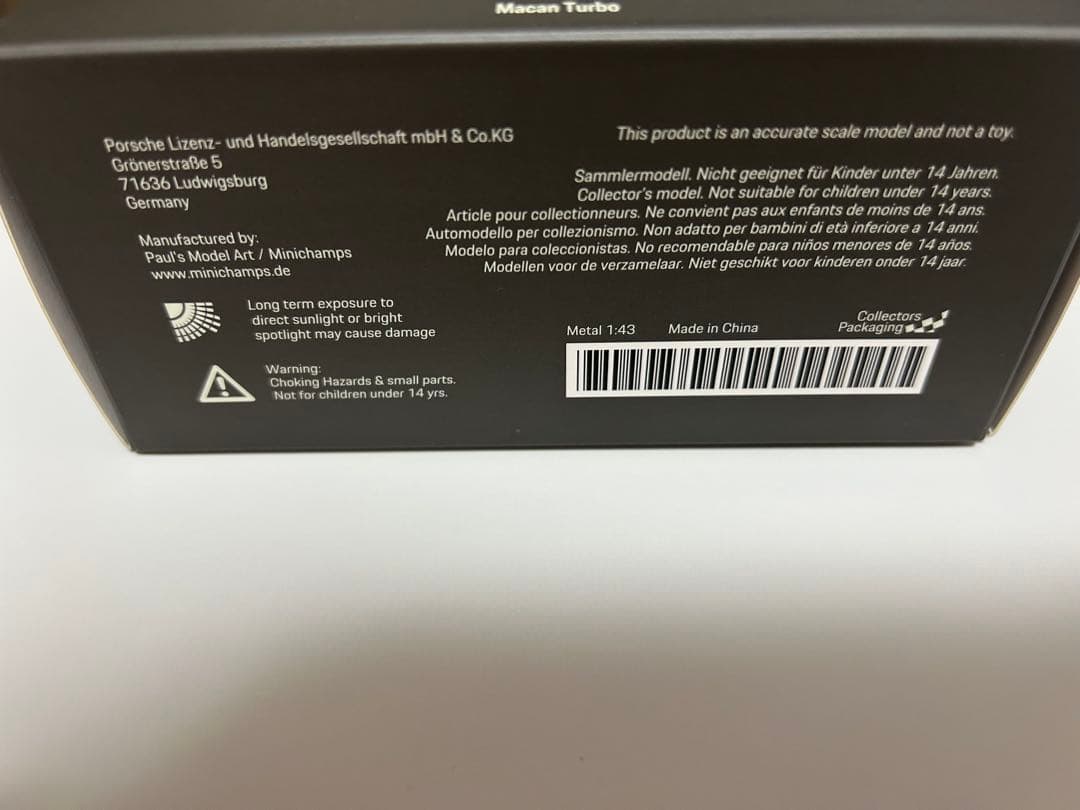 Macan Turbo
Porsche Lizenz- und Handelsgesellschaft mbH & Co.KG
Grönerstraße 5
71636 Ludwigsburg
Germany
Manufactured by:
Paul's Model Art / Minichamps
www.minichamps.de
Long term exposure to
direct sunlight or bright
spotlight may cause damage
Warning:
Choking Hazards & small parts.
Not for children under 14 yrs.
This product is an accurate scale model and not a toy.
Sammlermodell. Nicht geeignet für Kinder unter 14 Jahren.
Collector's model. Not suitable for children under 14 years.
Article pour collectionneurs. Ne convient pas aux enfants de moins de 14 ans.
Automodello per collezionismo. Non adatto per bambini di età inferiore a 14 anni.
Modelo para coleccionistas. No recomendable para niños menores de 14 años.
Modellen voor de verzamelaar. Niet geschikt voor kinderen onder 14 jaar.
Metal 1:43 Made in China
Collectors
Packaging